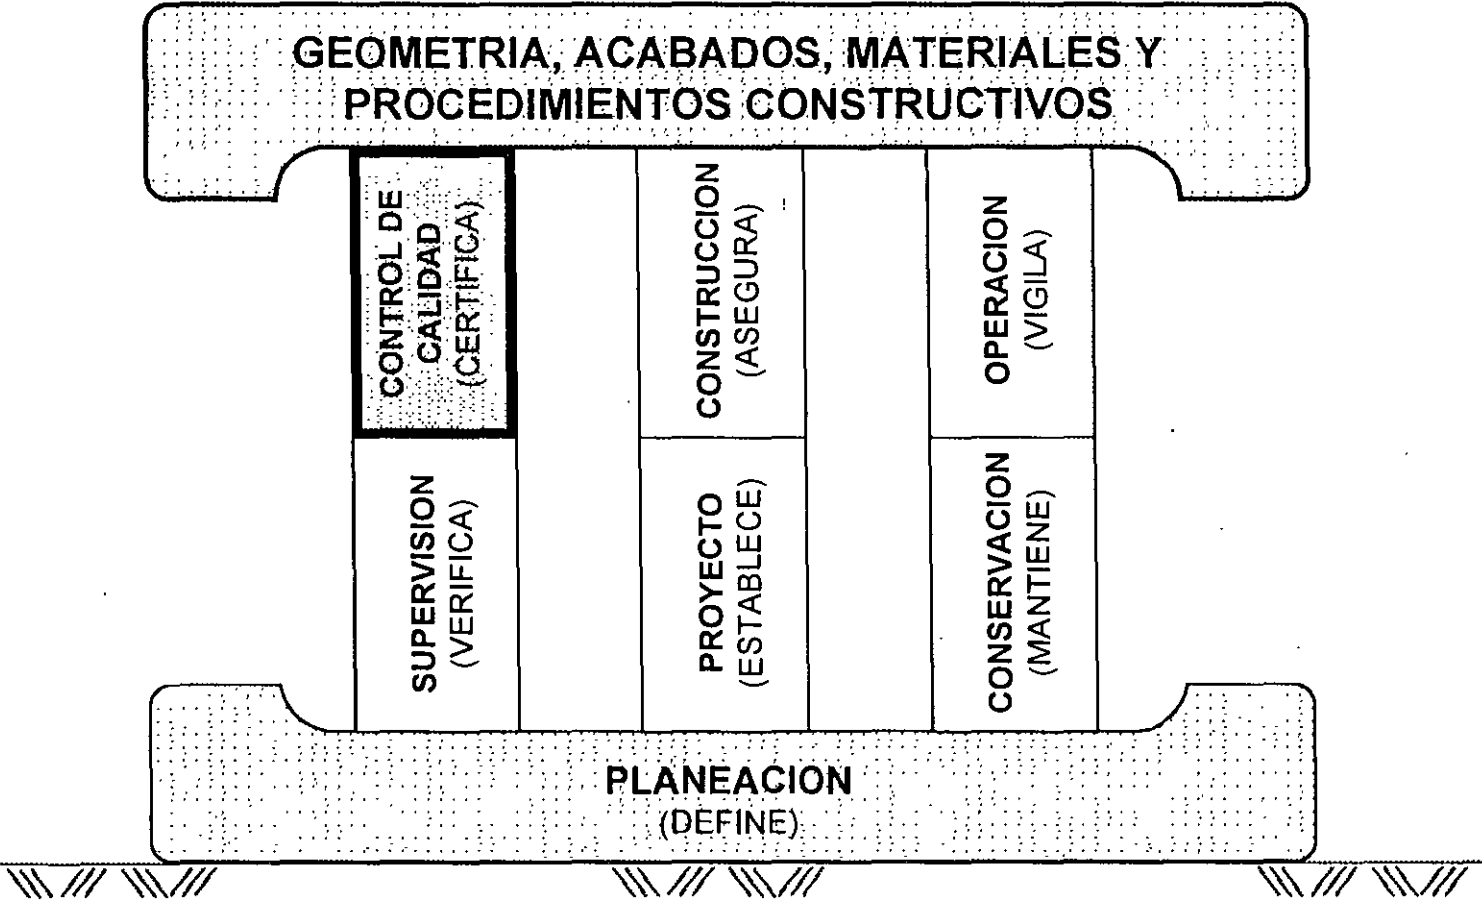 GEOMETRIA, ACABADOS, MATERIALES Y
PROCEDIMIENTOS CONSTRUCTIVOS
CONTROL DE
CALIDAD
(CERTIFICA)
CONSTRUCCION
(ASEGURA)
OPERACION
(VIGILA)
SUPERVISION
(VERIFICA)
PROYECTO
(ESTABLECE)
CONSERVACION
(MANTIENE)
PLANEACION
(DEFINE)